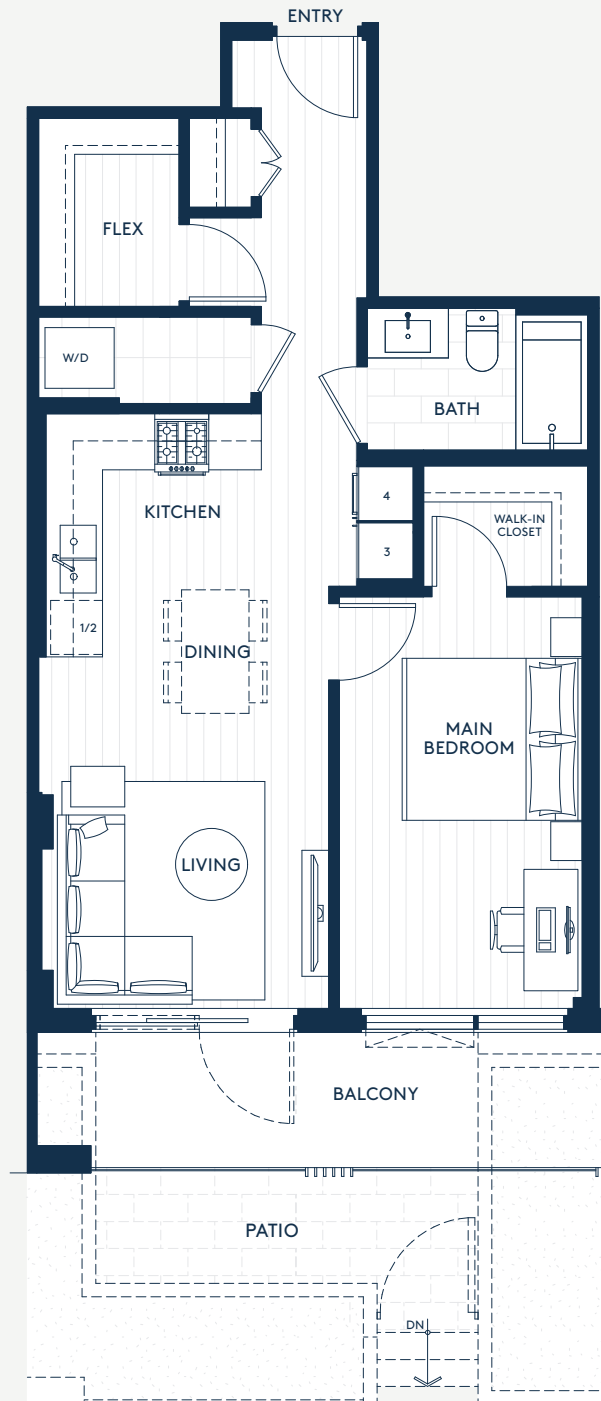 ENTRY
FLEX
W/D
BATH
KITCHEN
4
WALK-IN
CLOSET
3
1/2
DINING
MAIN
BEDROOM
LIVING
BALCONY
PATIO
DN